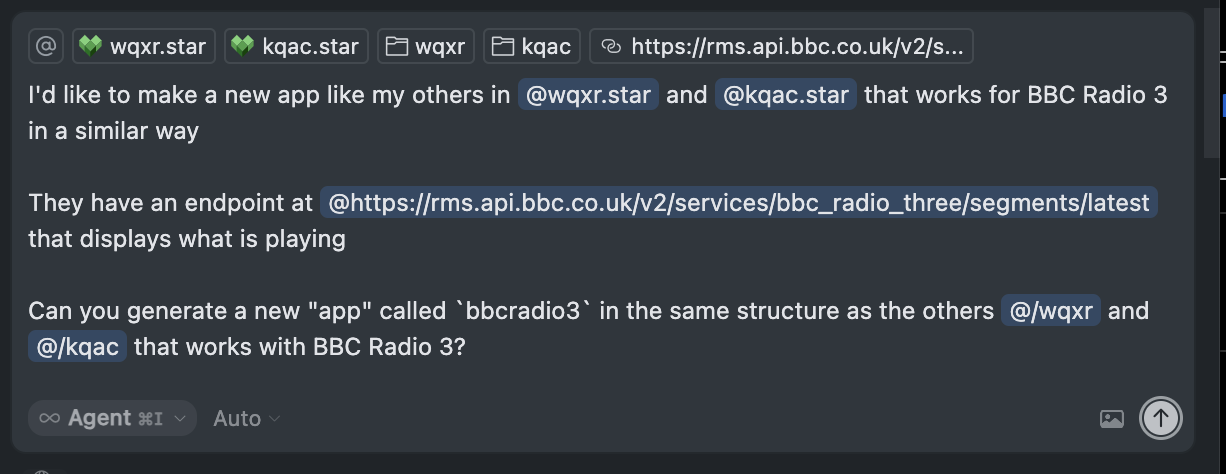 @ wqxr.star kqac.star wqxr kqac https://rms.api.bbc.co.uk/v2/s...
I'd like to make a new app like my others in @wqxr.star and @kqac.star that works for BBC Radio 3
in a similar way
They have an endpoint at @https://rms.api.bbc.co.uk/v2/services/bbc_radio_three/segments/latest
that displays what is playing
Can you generate a new "app" called `bbcradio3` in the same structure as the others @/wqxr and
@/kqac that works with BBC Radio 3?
Agent ⌘I Auto